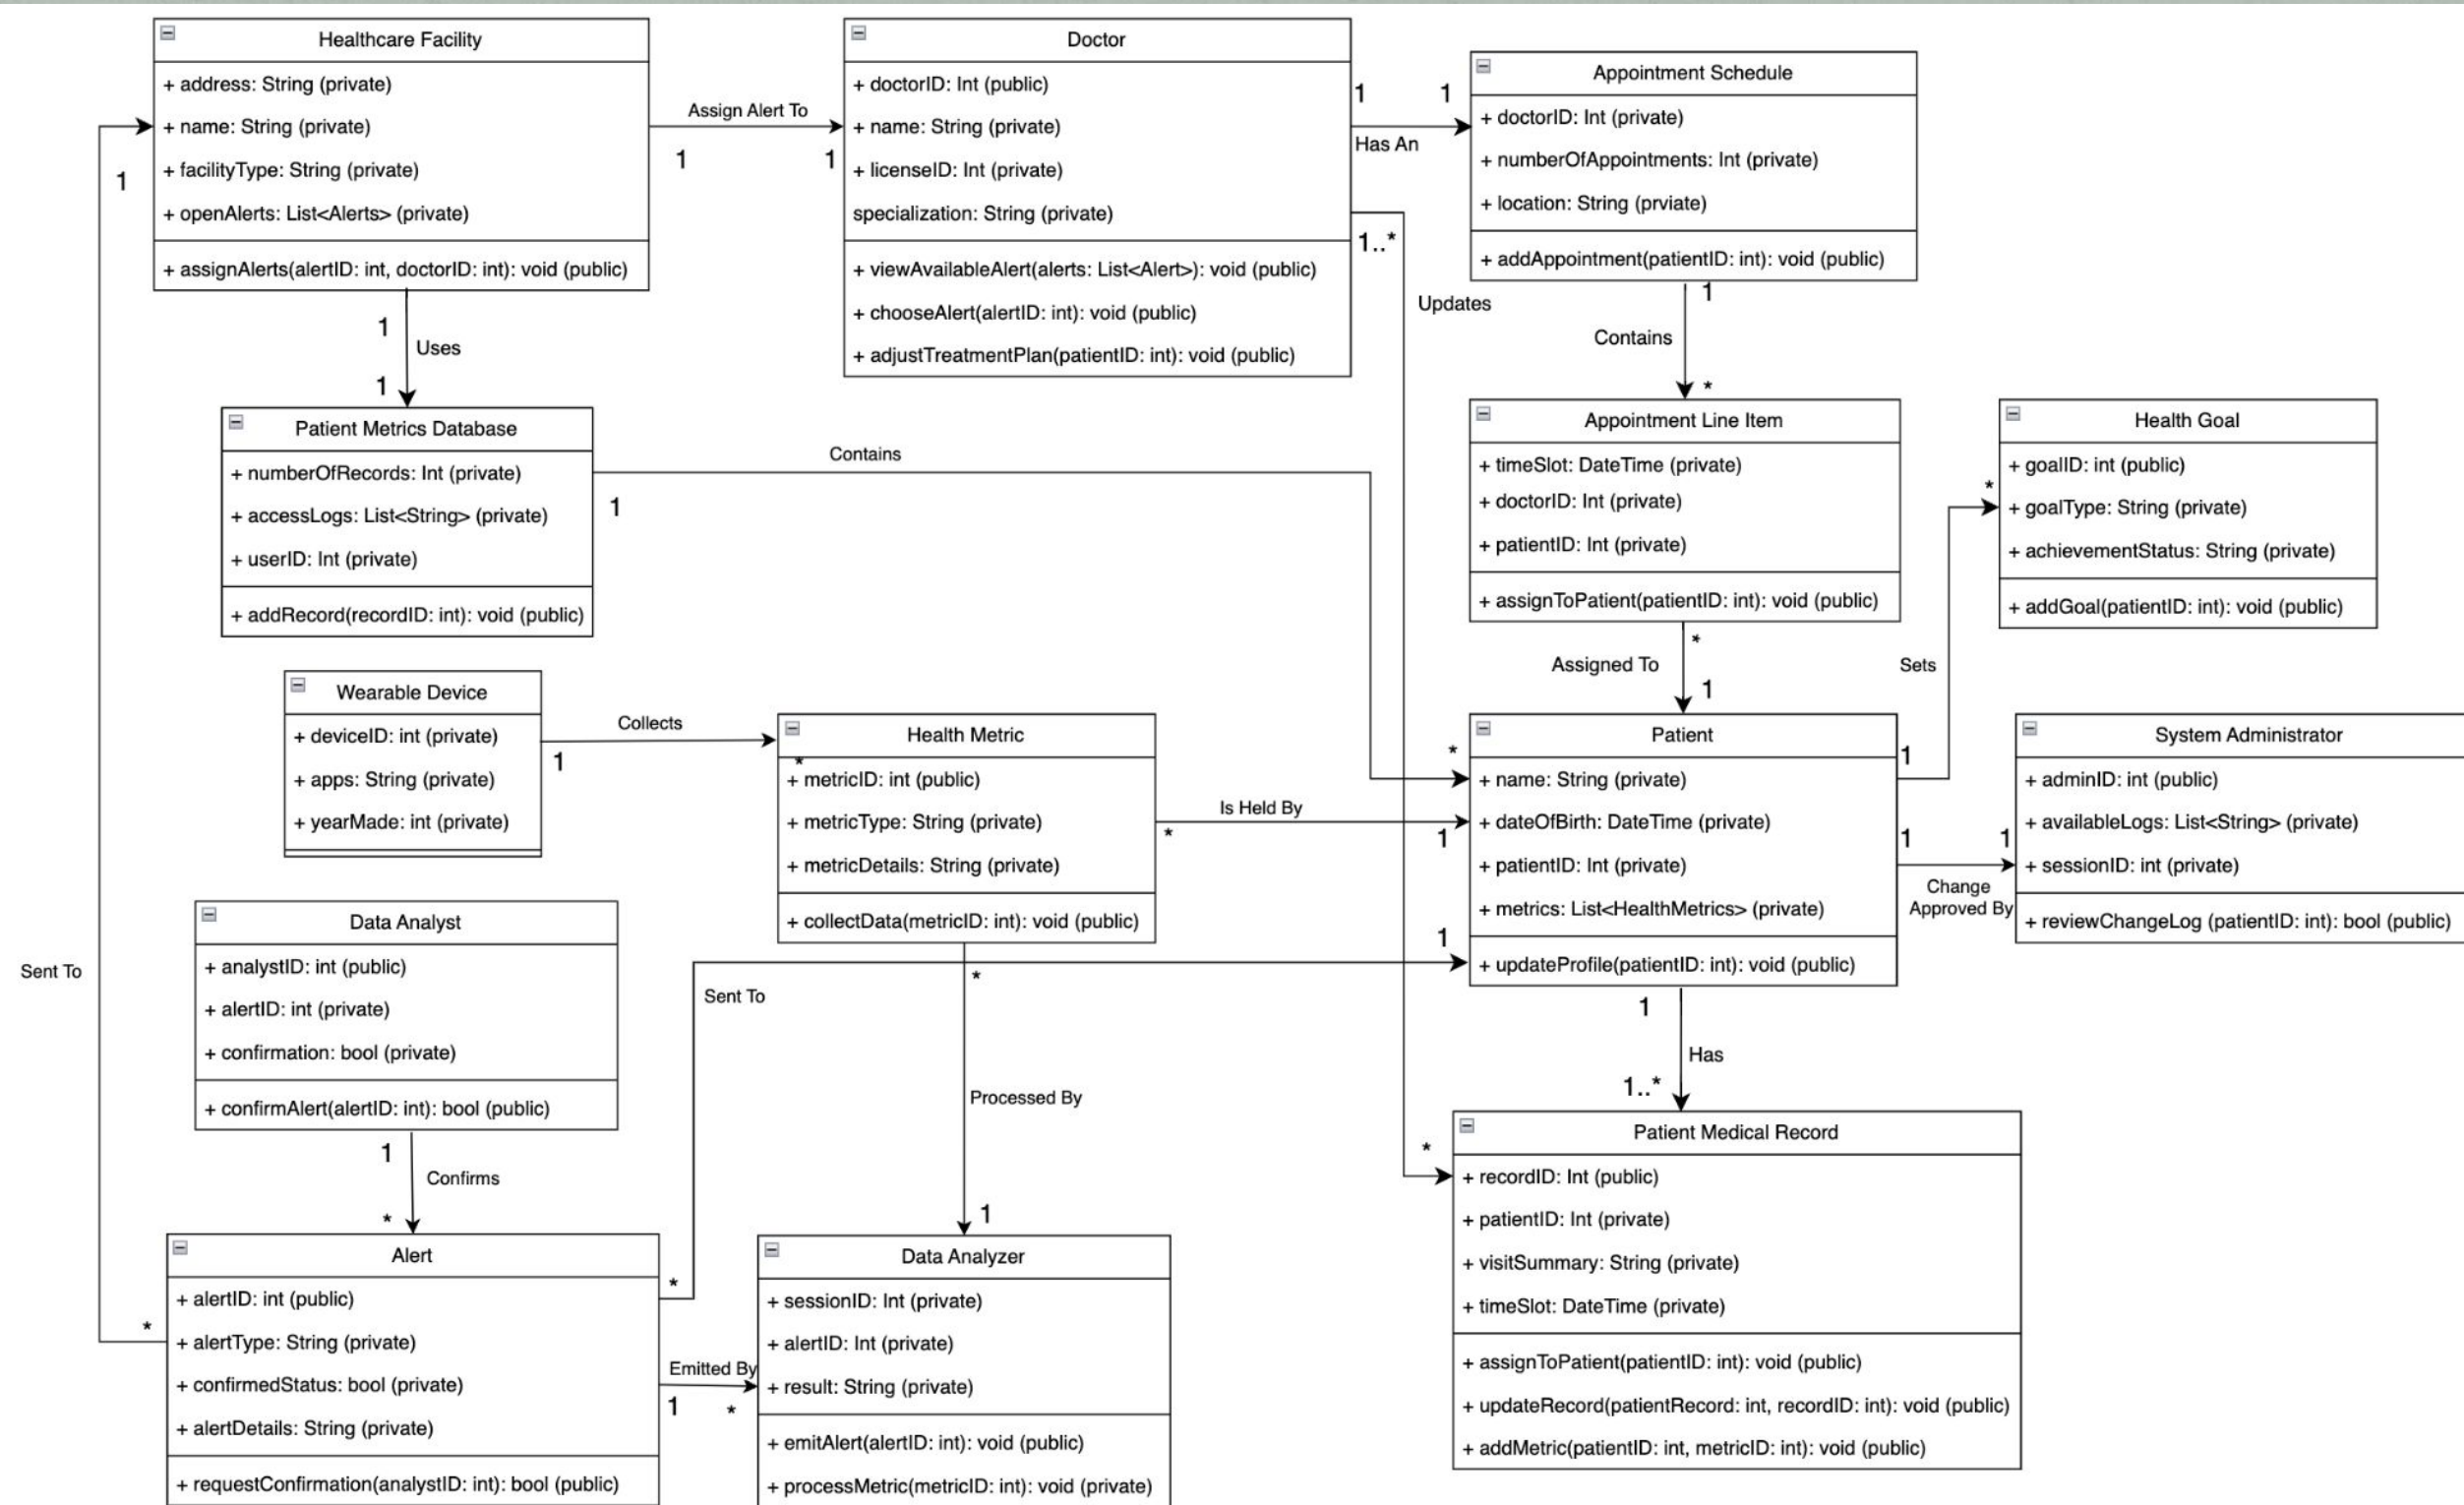 Healthcare Facility
+ address: String (private)
+ name: String (private)
+ facilityType: String (private)
+ openAlerts: List<Alerts> (private)
+ assignAlerts(alertID: int, doctorID: int): void (public)
Assign Alert To
1
1
1
Doctor
+ doctorID: Int (public)
+ name: String (private)
+ licenseID: Int (private)
specialization: String (private)
+ viewAvailableAlert(alerts: List<Alert>): void (public)
+ chooseAlert(alertID: int): void (public)
+ adjustTreatmentPlan(patientID: int): void (public)
1
1
Has An
1..*
Updates
Appointment Schedule
+ doctorID: Int (private)
+ numberOfAppointments: Int (private)
+ location: String (prviate)
+ addAppointment(patientID: int): void (public)
1
Contains
*
1
Uses
1
Patient Metrics Database
+ numberOfRecords: Int (private)
+ accessLogs: List<String> (private)
+ userID: Int (private)
+ addRecord(recordID: int): void (public)
Contains
1
Appointment Line Item
+ timeSlot: DateTime (private)
+ doctorID: Int (private)
+ patientID: Int (private)
+ assignToPatient(patientID: int): void (public)
*
Assigned To
1
Health Goal
+ goalID: int (public)
+ goalType: String (private)
+ achievementStatus: String (private)
+ addGoal(patientID: int): void (public)
*
Sets
Wearable Device
+ deviceID: int (private)
+ apps: String (private)
+ yearMade: int (private)
Collects
1
Health Metric
*
+ metricID: int (public)
+ metricType: String (private)
+ metricDetails: String (private)
+ collectData(metricID: int): void (public)
Is Held By
*
1
*
Patient
+ name: String (private)
+ dateOfBirth: DateTime (private)
+ patientID: Int (private)
+ metrics: List<HealthMetrics> (private)
+ updateProfile(patientID: int): void (public)
1
1
1
1
Change
Approved By
System Administrator
+ adminID: int (public)
+ availableLogs: List<String> (private)
+ sessionID: int (private)
+ reviewChangeLog (patientID: int): bool (public)
Data Analyst
+ analystID: int (public)
+ alertID: int (private)
+ confirmation: bool (private)
+ confirmAlert(alertID: int): bool (public)
Sent To
Sent To
*
Processed By
1
1
Has
1..*
1
Confirms
*
Alert
+ alertID: int (public)
+ alertType: String (private)
+ confirmedStatus: bool (private)
+ alertDetails: String (private)
+ requestConfirmation(analystID: int): bool (public)
*
*
Emitted By
1
*
Data Analyzer
+ sessionID: Int (private)
+ alertID: Int (private)
+ result: String (private)
+ emitAlert(alertID: int): void (public)
+ processMetric(metricID: int): void (private)
*
Patient Medical Record
+ recordID: Int (public)
+ patientID: Int (private)
+ visitSummary: String (private)
+ timeSlot: DateTime (private)
+ assignToPatient(patientID: int): void (public)
+ updateRecord(patientRecord: int, recordID: int): void (public)
+ addMetric(patientID: int, metricID: int): void (public)